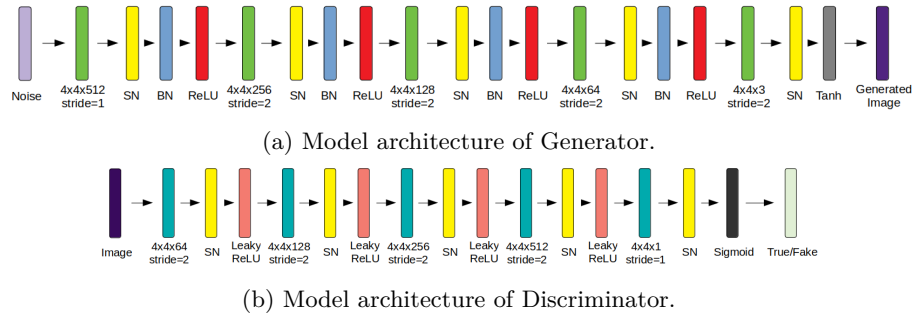 Noise 4x4x512 stride=1 SN BN ReLU 4x4x256 stride=2 SN BN ReLU 4x4x128 stride=2 SN BN ReLU 4x4x64 stride=2 SN BN ReLU 4x4x3 stride=2 SN Tanh Generated Image
(a) Model architecture of Generator.
Image 4x4x64 stride=2 SN Leaky ReLU 4x4x128 stride=2 SN Leaky ReLU 4x4x256 stride=2 SN Leaky ReLU 4x4x512 stride=2 SN Leaky ReLU 4x4x1 stride=1 SN Sigmoid True/Fake
(b) Model architecture of Discriminator.